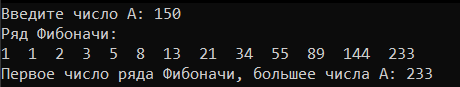 Введите число A: 150
Ряд Фибоначи:
1  1  2  3  5  8  13  21  34  55  89  144  233
Первое число ряда Фибоначи, большее числа A: 233